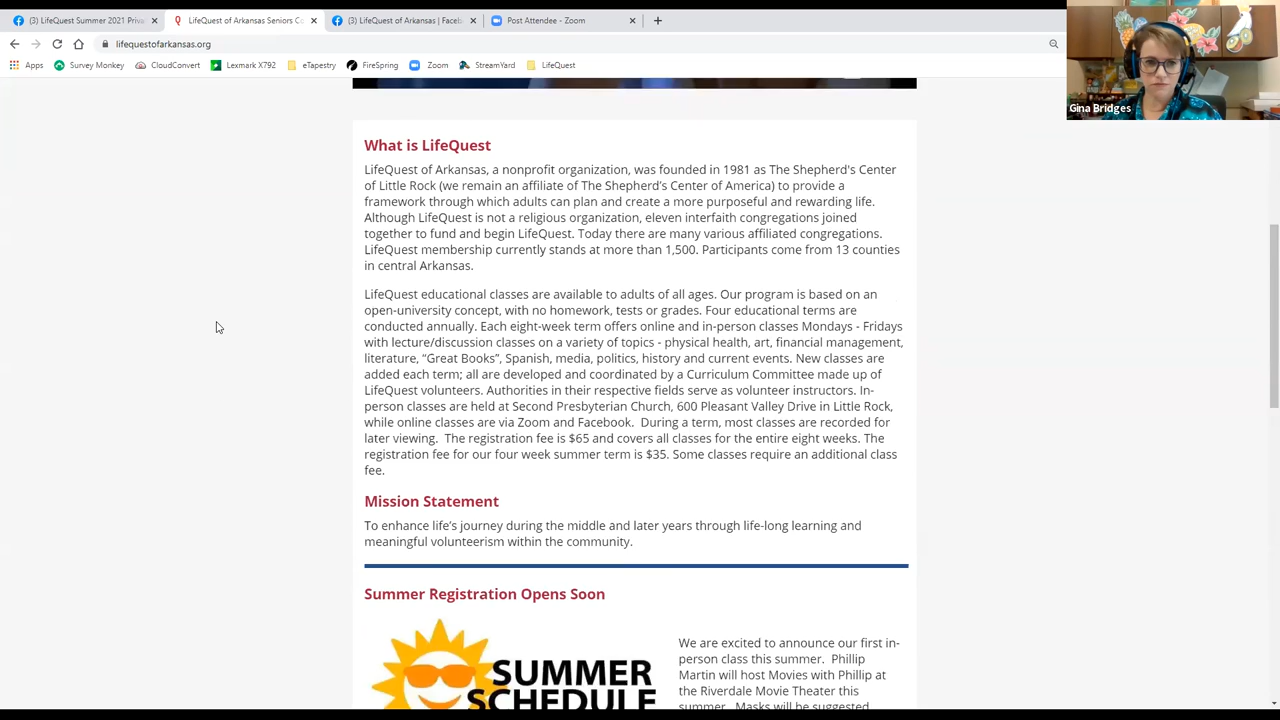 (3) LifeQuest Summer 2021 Priva
LifeQuest of Arkansas Seniors Co
(3) LifeQuest of Arkansas | Faceb
Post Attendee - Zoom
lifequestofarkansas.org
Apps
Survey Monkey
CloudConvert
Lexmark X792
eTapestry
FireSpring
Zoom
StreamYard
LifeQuest
Gina Bridges
What is LifeQuest
LifeQuest of Arkansas, a nonprofit organization, was founded in 1981 as The Shepherd's Center
of Little Rock (we remain an affiliate of The Shepherd's Center of America) to provide a
framework through which adults can plan and create a more purposeful and rewarding life.
Although LifeQuest is not a religious organization, eleven interfaith congregations joined
together to fund and begin LifeQuest. Today there are many various affiliated congregations.
LifeQuest membership currently stands at more than 1,500. Participants come from 13 counties
in central Arkansas.
LifeQuest educational classes are available to adults of all ages. Our program is based on an
open-university concept, with no homework, tests or grades. Four educational terms are
conducted annually. Each eight-week term offers online and in-person classes Mondays - Fridays
with lecture/discussion classes on a variety of topics - physical health, art, financial management,
literature, “Great Books”, Spanish, media, politics, history and current events. New classes are
added each term; all are developed and coordinated by a Curriculum Committee made up of
LifeQuest volunteers. Authorities in their respective fields serve as volunteer instructors. In-
person classes are held at Second Presbyterian Church, 600 Pleasant Valley Drive in Little Rock,
while online classes are via Zoom and Facebook. During a term, most classes are recorded for
later viewing. The registration fee is $65 and covers all classes for the entire eight weeks. The
registration fee for our four week summer term is $35. Some classes require an additional class
fee.
Mission Statement
To enhance life's journey during the middle and later years through life-long learning and
meaningful volunteerism within the community.
Summer Registration Opens Soon
SUMMER
SCHEDULE
We are excited to announce our first in-
person class this summer. Phillip
Martin will host Movies with Phillip at
the Riverdale Movie Theater this
summer. Masks will be suggested